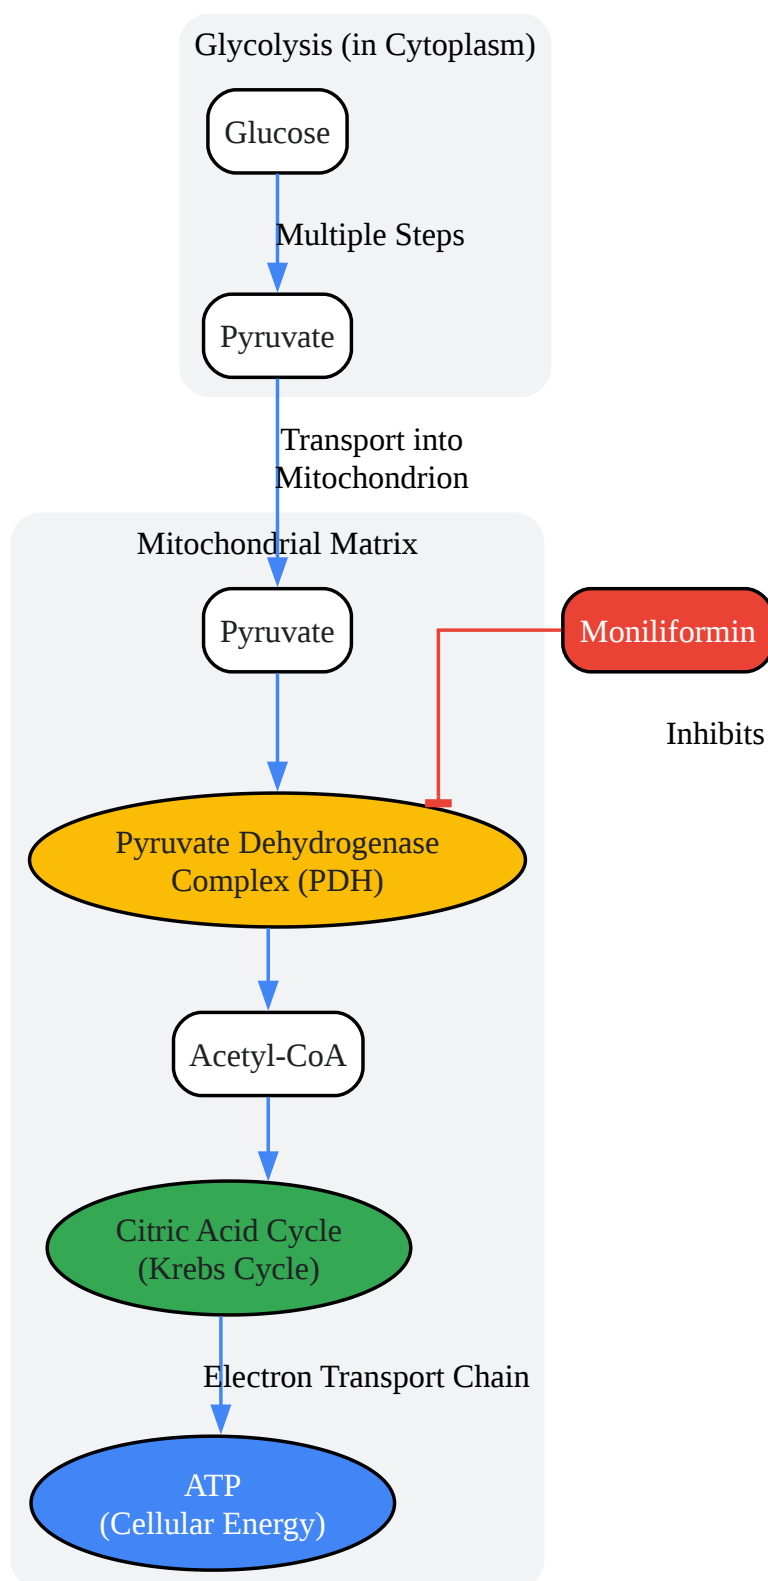 Glycolysis (in Cytoplasm)
Glucose
Multiple Steps
Pyruvate
Transport into
Mitochondrion
Mitochondrial Matrix
Pyruvate
Moniliformin
Inhibits
Pyruvate Dehydrogenase
Complex (PDH)
Acetyl-CoA
Citric Acid Cycle
(Krebs Cycle)
Electron Transport Chain
ATP
(Cellular Energy)